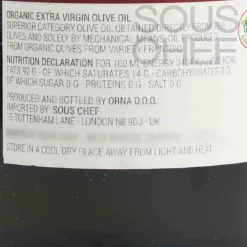 SOUS
CHEF
ORGANIC EXTRA VIRGIN OLIVE OIL
SUPERIOR CATEGORY OLIVE OIL OBTAINED DIRECTLY FROM THE
OLIVES AND SOLELY BY MECHANICAL MEANS. OIL PRODUCED
FROM ORGANIC OLIVES FROM VARIETY
NUTRITION DECLARATION FOR 100 ML: ENERGY
FATS 92 G - OF WHICH SATURATES 14 G - CARBOHYDRATES 0 G
OF WHICH SUGAR 0 G - PROTEINS 0 G - SALT 0 G
PRODUCED AND BOTTLED BY ORNA D.O.O.
IMPORTED BY SOUS CHEF
15 TOTTENHAM LANE - LONDON N8 9DJ - UK
STORE IN A COOL DRY PLACE AWAY FROM LIGHT AND HEAT